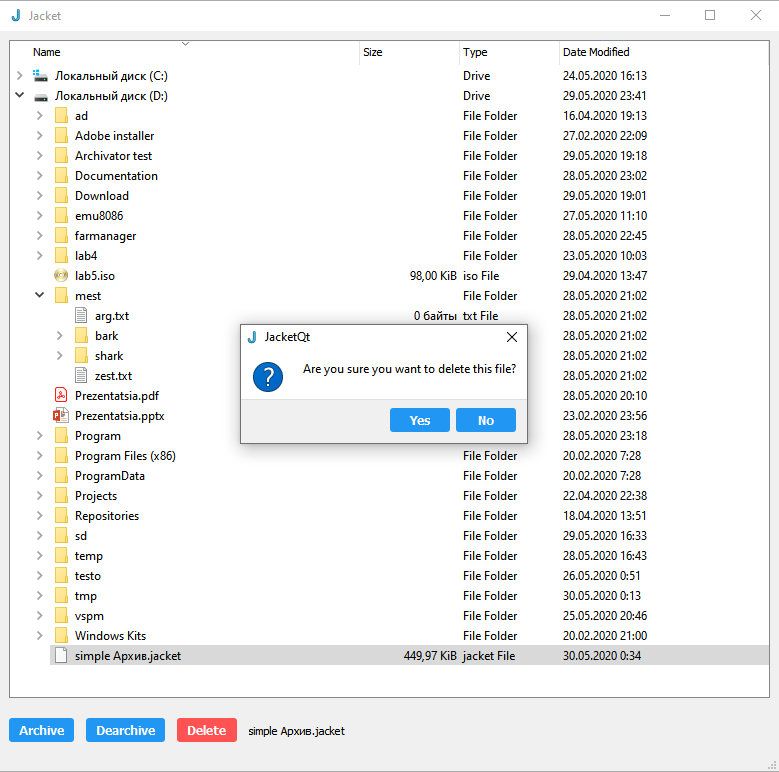 Jacket
Name Size Type Date Modified
Локальный диск (C:) Drive 24.05.2020 16:13
Локальный диск (D:) Drive 29.05.2020 23:41
ad File Folder 16.04.2020 19:13
Adobe installer File Folder 27.02.2020 22:09
Archivator test File Folder 29.05.2020 19:18
Documentation File Folder 28.05.2020 23:02
Download File Folder 29.05.2020 19:01
emu8086 File Folder 27.05.2020 11:10
farmanager File Folder 28.05.2020 22:45
lab4 File Folder 23.05.2020 10:03
lab5.iso 98,00 KiB iso File 29.04.2020 13:47
mest File Folder 28.05.2020 21:02
arg.txt 0 байты txt File 28.05.2020 21:02
bark 28.05.2020 21:02
shark 28.05.2020 21:02
zest.txt 28.05.2020 21:02
Prezentatsia.pdf 28.05.2020 20:10
Prezentatsia.pptx 23.02.2020 23:56
Program 28.05.2020 23:18
JacketQt
Are you sure you want to delete this file?
Yes No
Program Files (x86) File Folder 20.02.2020 7:28
ProgramData File Folder 20.02.2020 7:28
Projects File Folder 22.04.2020 22:38
Repositories File Folder 18.04.2020 13:51
sd File Folder 29.05.2020 16:33
temp File Folder 28.05.2020 16:43
testo File Folder 26.05.2020 0:51
tmp File Folder 30.05.2020 0:13
vspm File Folder 25.05.2020 20:46
Windows Kits File Folder 20.02.2020 21:00
simple Архив.jacket 449,97 KiB jacket File 30.05.2020 0:34
Archive Dearchive Delete simple Архив.jacket